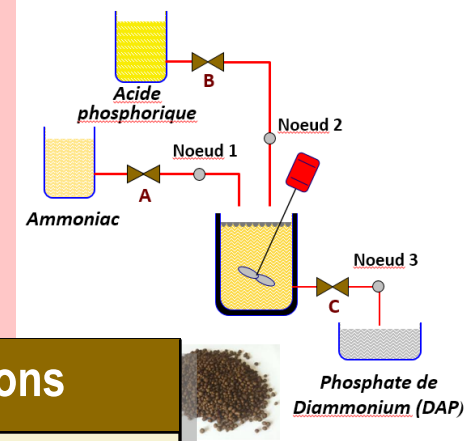 B
Acide
phosphorique
Noeud 2
Noeud 1
A
Ammoniac
Noeud 3
C
ons
Phosphate de
Diammonium (DAP)